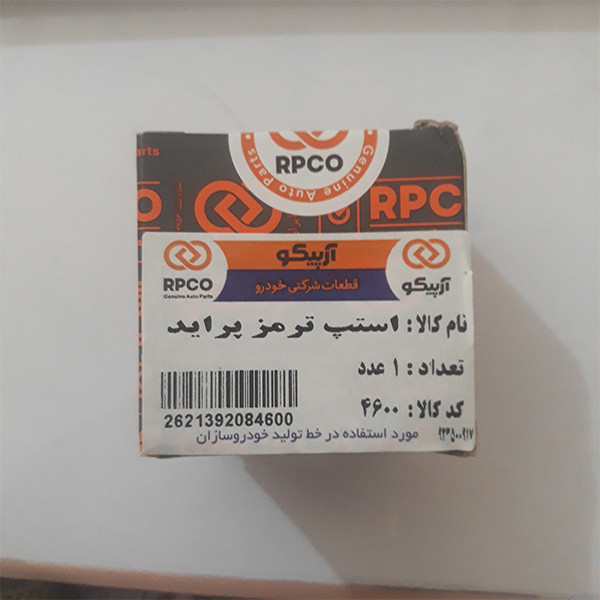 arts
RPCO
Genuine Auto parts
RPC
آرپیکو
قطعات شرکتی خودرو
RPCO
Genuine Auto Parts
آرپیکو
نام کالا: استپ ترمز پراید
تعداد: ۱ عدد
کد کالا: ۴۶۰۰
2621392084600
مورد استفاده در خط تولید خودروسازان